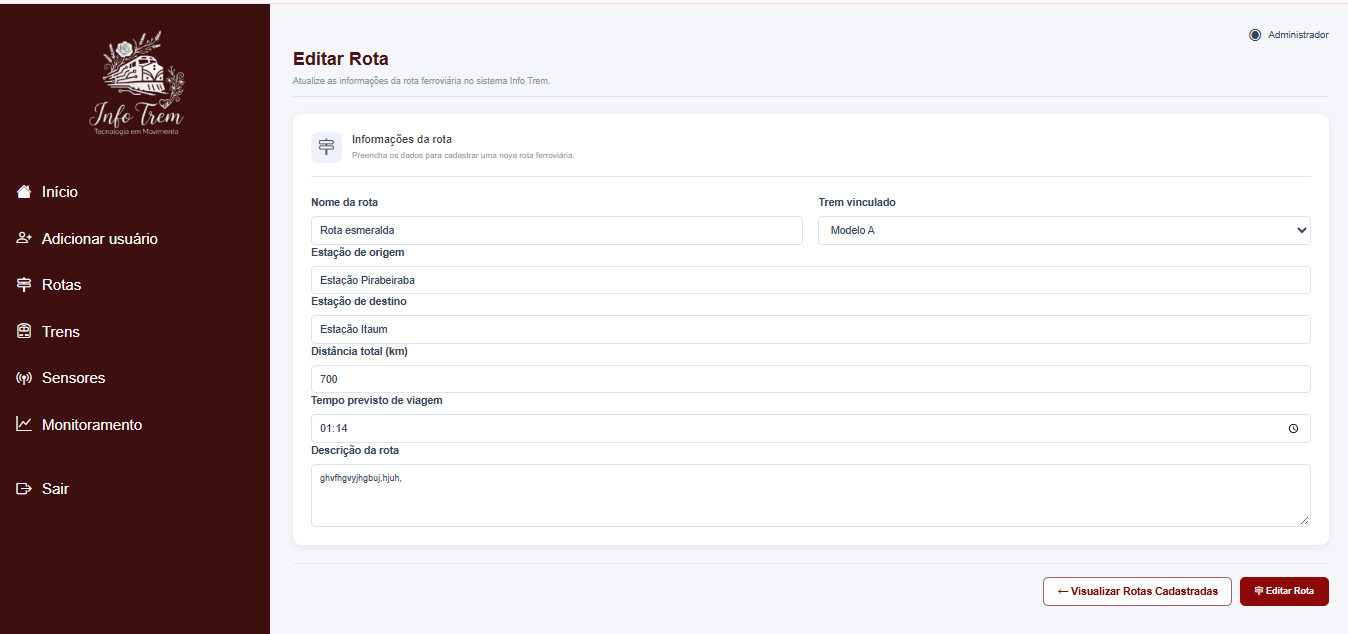 Info Trem
Tecnologia em Movimento
Início
Adicionar usuário
Rotas
Trens
Sensores
Monitoramento
Sair
Administrador
Editar Rota
Atualize as informações da rota ferroviária no sistema Info Trem.
Informações da rota
Preencha os dados para cadastrar uma nova rota ferroviária.
Nome da rota
Rota esmeralda
Trem vinculado
Modelo A
Estação de origem
Estação Pirabeiraba
Estação de destino
Estação Itaum
Distância total (km)
700
Tempo previsto de viagem
01:14
Descrição da rota
ghvfhgvyjhgbuj,hjuh,
← Visualizar Rotas Cadastradas
Editar Rota